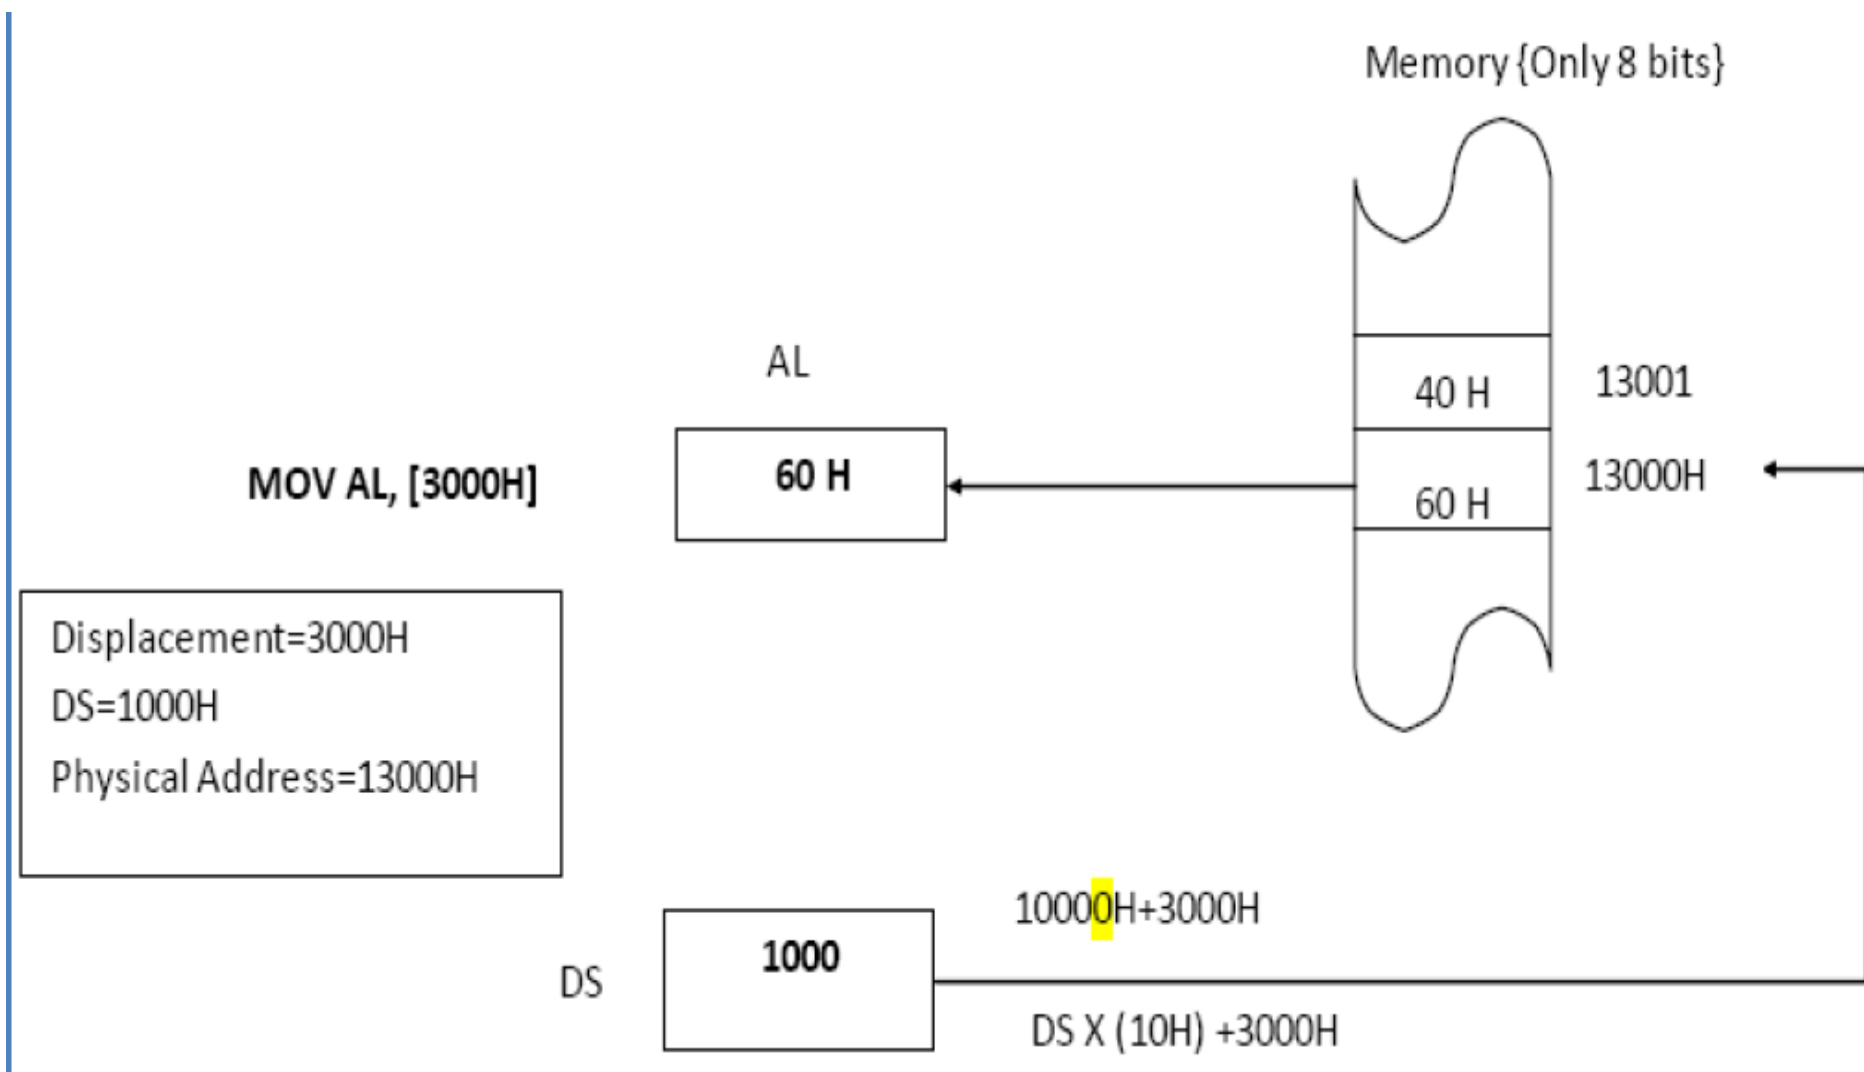 Memory {Only 8 bits}
AL
40 H
13001
MOV AL, [3000H]
60 H
60 H
13000H
Displacement=3000H
DS=1000H
Physical Address=13000H
10000H+3000H
DS
1000
DS X (10H) +3000H